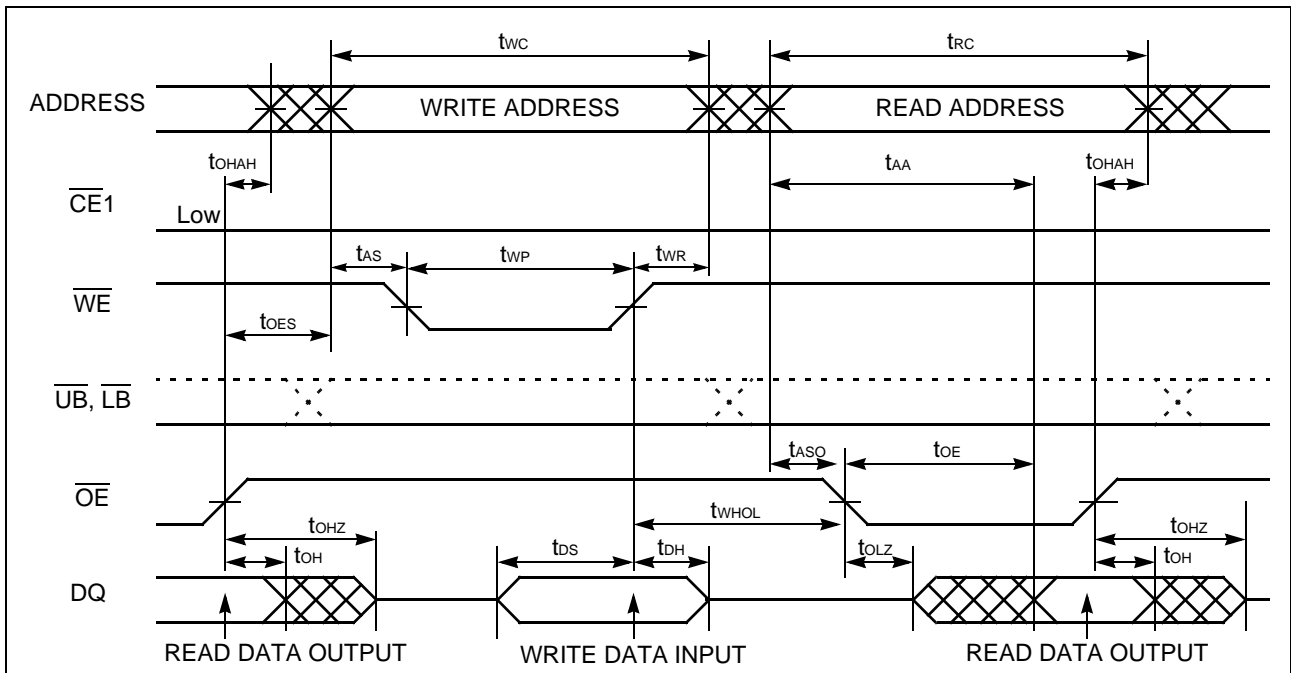 tWC tRC
ADDRESS WRITE ADDRESS READ ADDRESS
tOHAH tAA tOHAH
CE1 Low
tAS tWP tWR
WE
tOES
UB, LB
tASO tOE
OE
tWHOL
tOHZ tOHZ
tOH tDS tDH tOLZ tOH
DQ
READ DATA OUTPUT WRITE DATA INPUT READ DATA OUTPUT